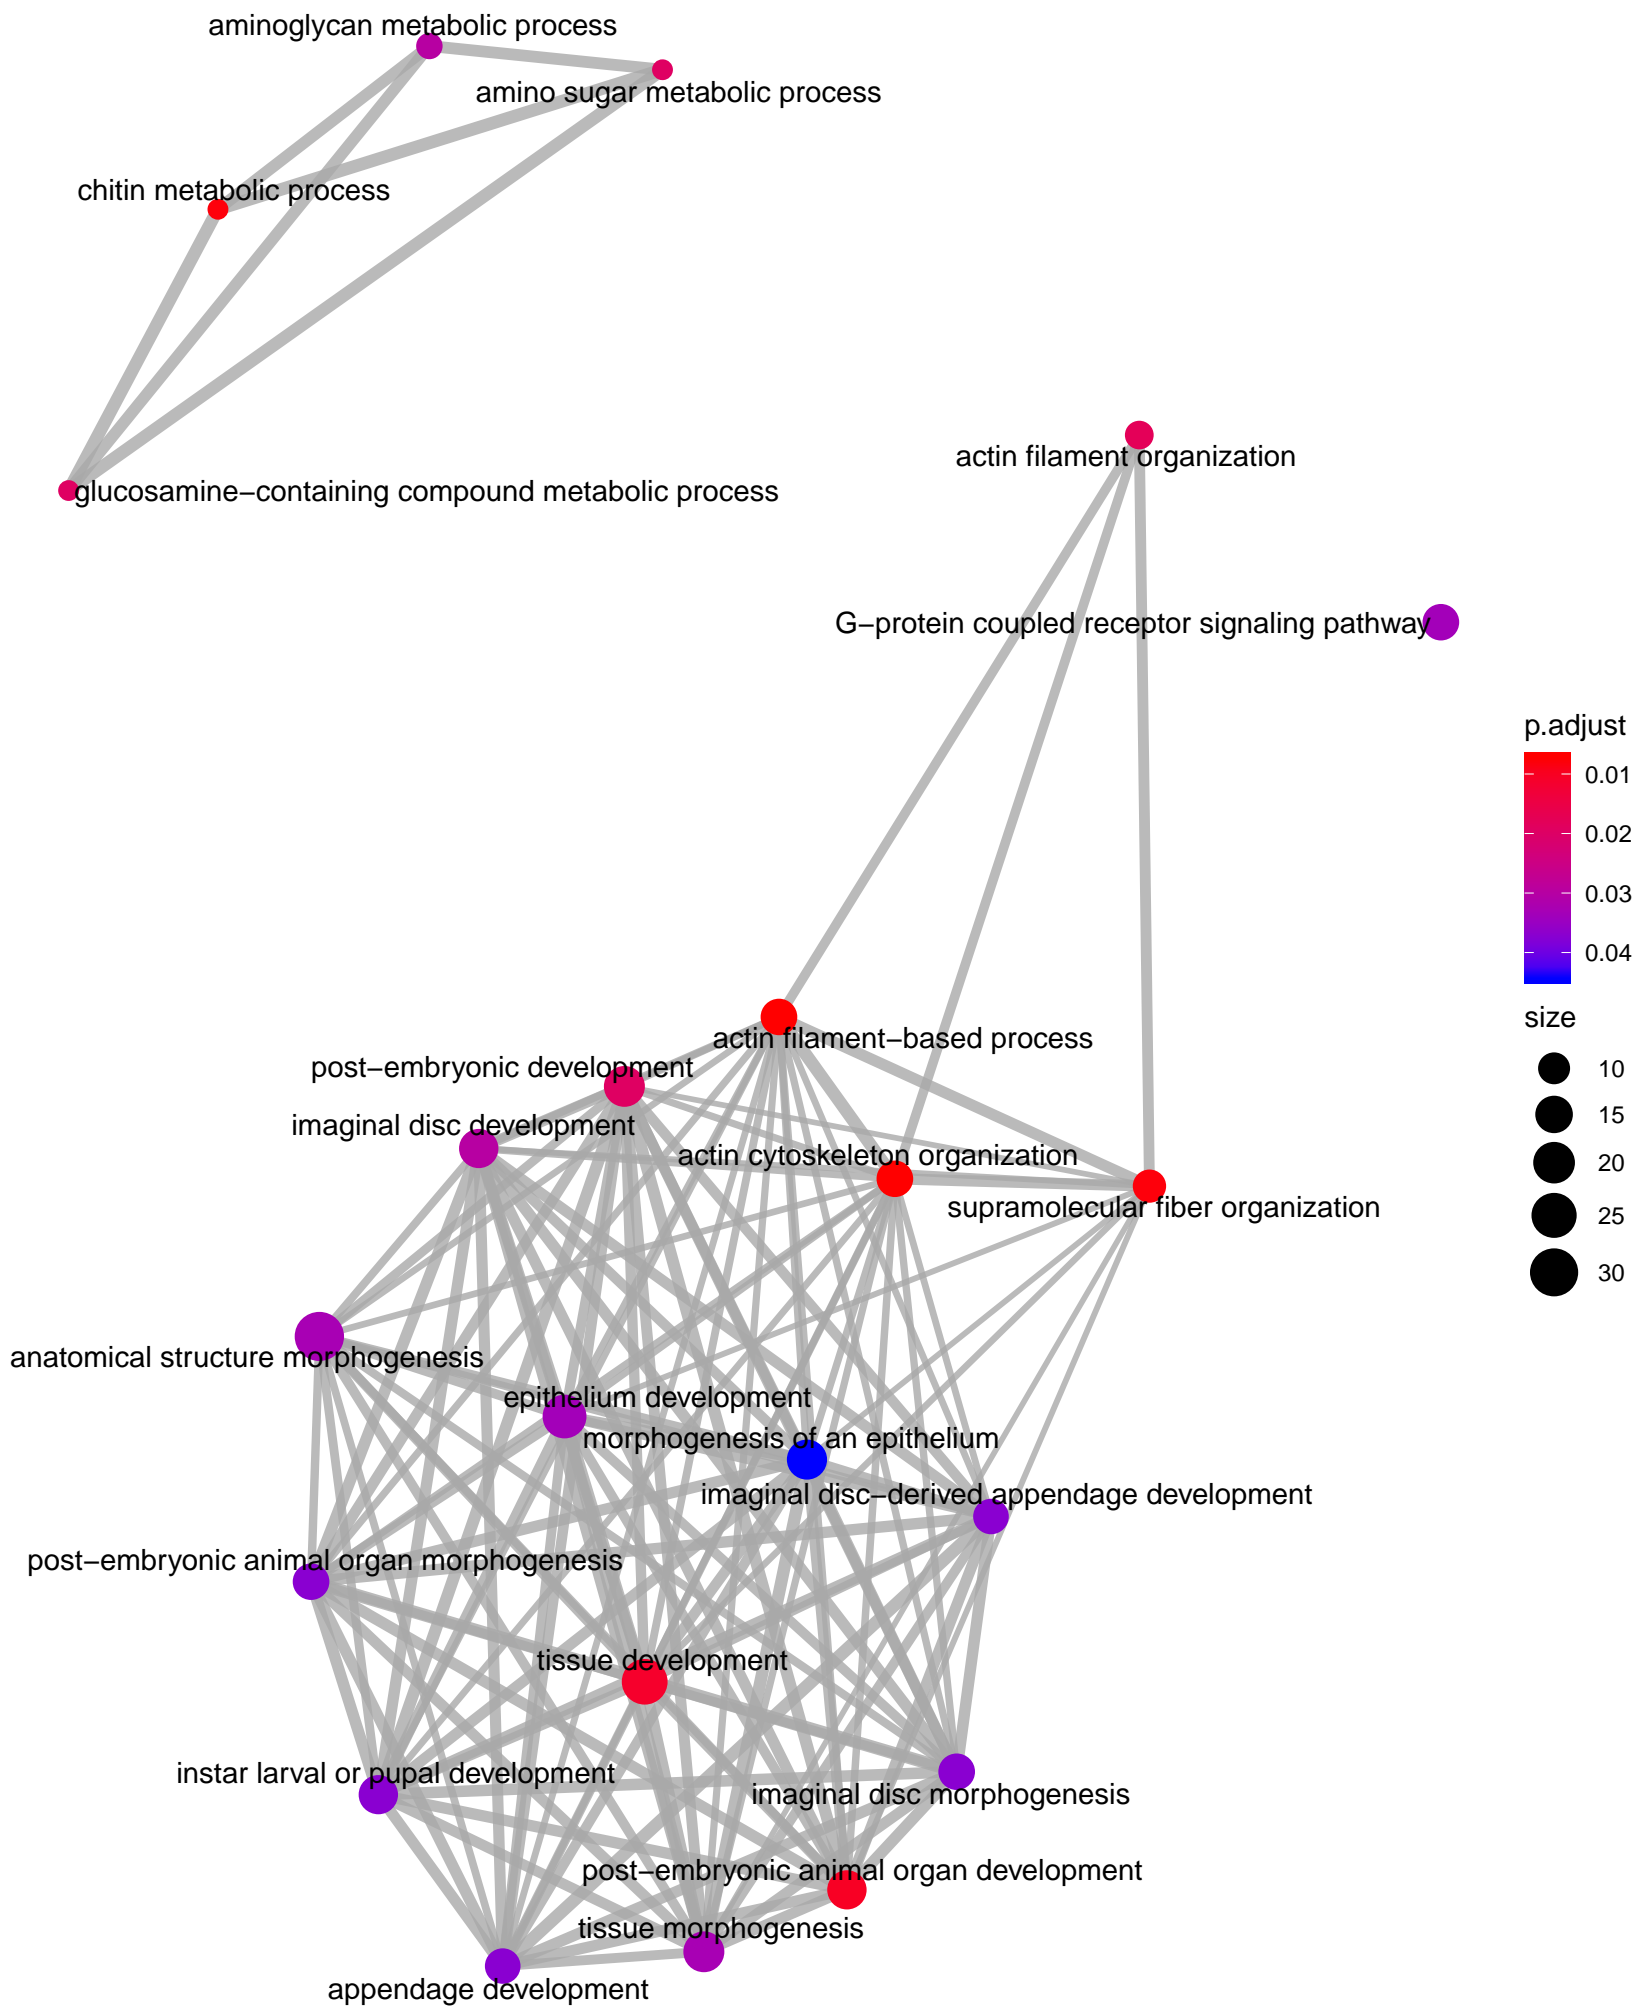 aminoglycan metabolic process
amino sugar metabolic process
chitin metabolic process
glucosamine−containing compound metabolic process
actin filament organization
G−protein coupled receptor signaling pathway
p.adjust
0.01
0.02
0.03
0.04
size
10
15
20
25
30
actin filament−based process
post−embryonic development
imaginal disc development
actin cytoskeleton organization
supramolecular fiber organization
anatomical structure morphogenesis
epithelium development
morphogenesis of an epithelium
imaginal disc−derived appendage development
post−embryonic animal organ morphogenesis
tissue development
instar larval or pupal development
imaginal disc morphogenesis
post−embryonic animal organ development
tissue morphogenesis
appendage development